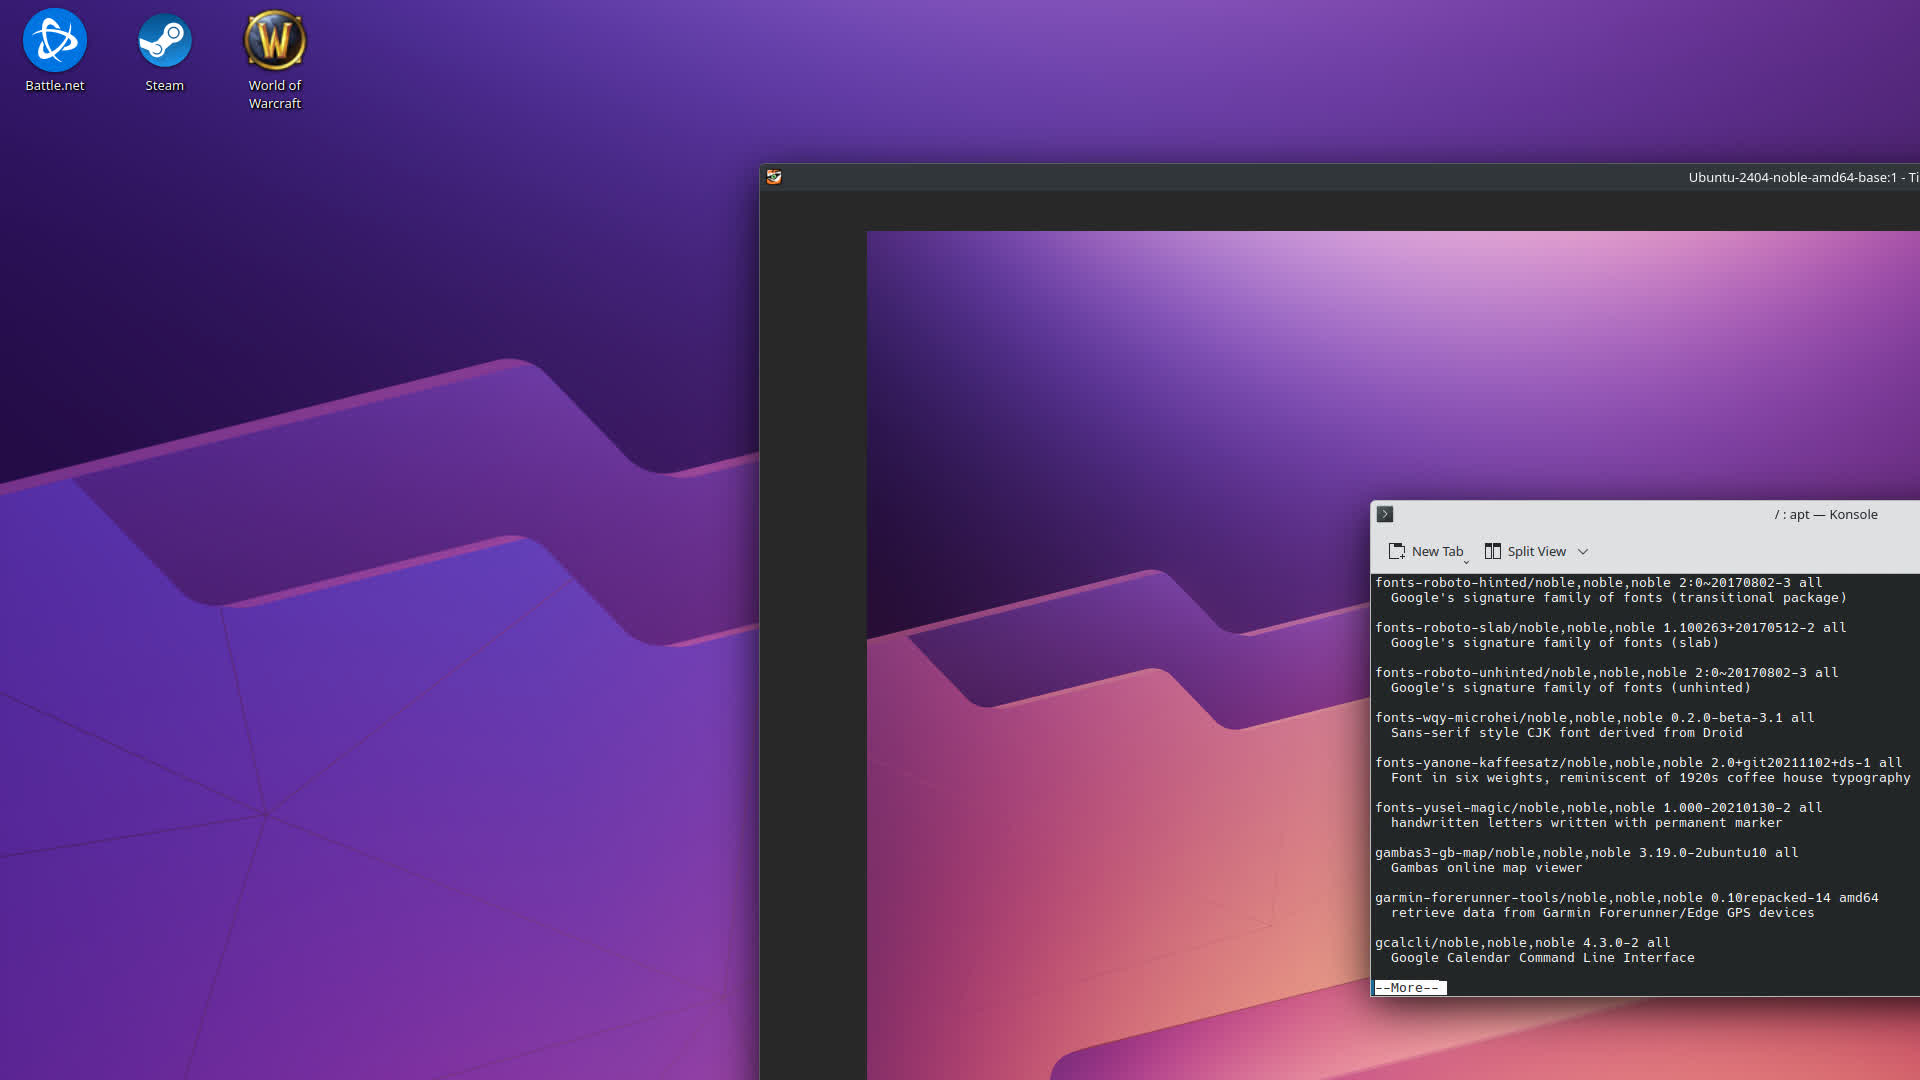 Battle.net
Steam
World of
Warcraft
Ubuntu-2404-noble-amd64-base:1 - Ti
/ : apt — Konsole
New Tab
Split View
fonts-roboto-hinted/noble,noble,noble 2:0~20170802-3 all
  Google's signature family of fonts (transitional package)
fonts-roboto-slab/noble,noble,noble 1.100263+20170512-2 all
  Google's signature family of fonts (slab)
fonts-roboto-unhinted/noble,noble,noble 2:0~20170802-3 all
  Google's signature family of fonts (unhinted)
fonts-wqy-microhei/noble,noble,noble 0.2.0-beta-3.1 all
  Sans-serif style CJK font derived from Droid
fonts-yanone-kaffeesatz/noble,noble,noble 2.0+git20211102+ds-1 all
  Font in six weights, reminiscent of 1920s coffee house typography
fonts-yusei-magic/noble,noble,noble 1.000-20210130-2 all
  handwritten letters written with permanent marker
gambas3-gb-map/noble,noble,noble 3.19.0-2ubuntu10 all
  Gambas online map viewer
garmin-forerunner-tools/noble,noble,noble 0.10repacked-14 amd64
  retrieve data from Garmin Forerunner/Edge GPS devices
gcalcli/noble,noble,noble 4.3.0-2 all
  Google Calendar Command Line Interface
--More--